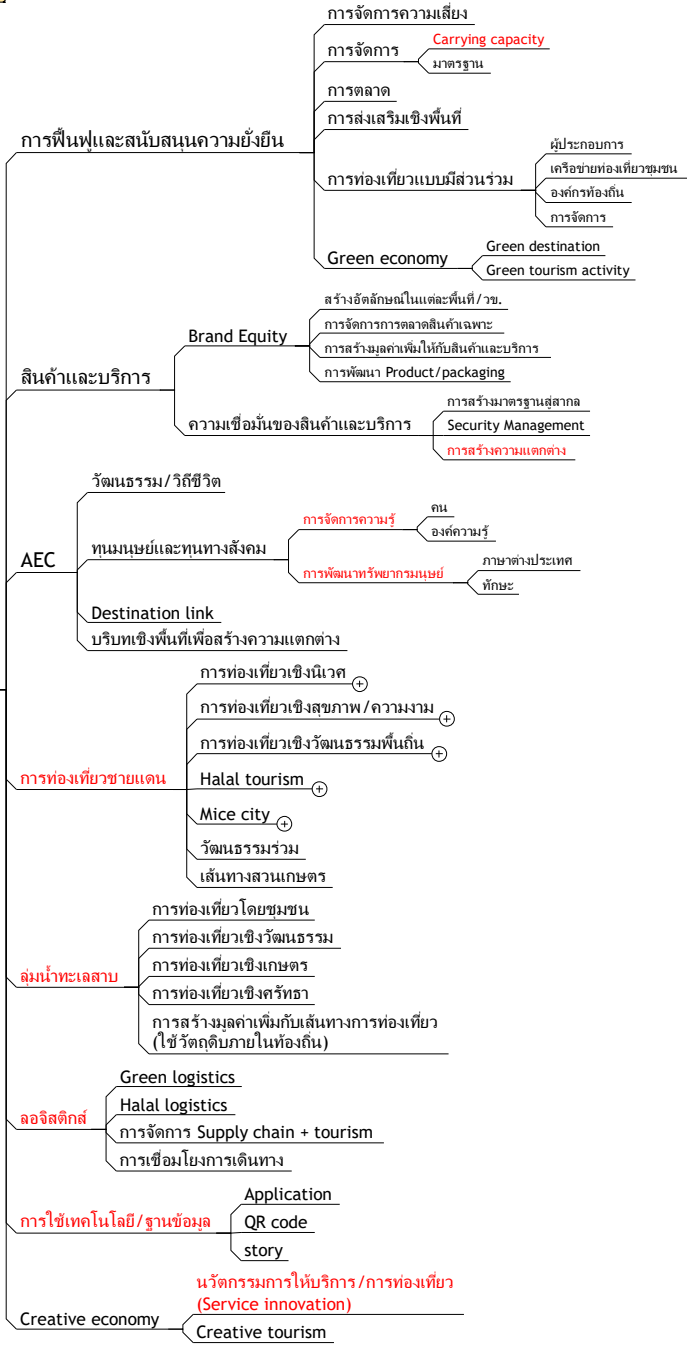 การฟื้นฟูและสนับสนุนความยั่งยืน
การจัดการความเสี่ยง
การจัดการ
Carrying capacity
มาตรฐาน
การตลาด
การส่งเสริมเชิงพื้นที่
การท่องเที่ยวแบบมีส่วนร่วม
ผู้ประกอบการ
เครือข่ายท่องเที่ยวชุมชน
องค์กรท้องถิ่น
การจัดการ
Green economy
Green destination
Green tourism activity
สินค้าและบริการ
Brand Equity
สร้างอัตลักษณ์ในแต่ละพื้นที่/วข.
การจัดการการตลาดสินค้าเฉพาะ
การสร้างมูลค่าเพิ่มให้กับสินค้าและบริการ
การพัฒนา Product/packaging
ความเชื่อมั่นของสินค้าและบริการ
การสร้างมาตรฐานสู่สากล
Security Management
การสร้างความแตกต่าง
AEC
วัฒนธรรม/วิถีชีวิต
ทุนมนุษย์และทุนทางสังคม
การจัดการความรู้
คน
องค์ความรู้
การพัฒนาทรัพยากรมนุษย์
ภาษาต่างประเทศ
ทักษะ
Destination link
บริบทเชิงพื้นที่เพื่อสร้างความแตกต่าง
การท่องเที่ยวชายแดน
การท่องเที่ยวเชิงนิเวศ
การท่องเที่ยวเชิงสุขภาพ/ความงาม
การท่องเที่ยวเชิงวัฒนธรรมพื้นถิ่น
Halal tourism
Mice city
วัฒนธรรมร่วม
เส้นทางสวนเกษตร
ลุ่มน้ำทะเลสาบ
การท่องเที่ยวโดยชุมชน
การท่องเที่ยวเชิงวัฒนธรรม
การท่องเที่ยวเชิงเกษตร
การท่องเที่ยวเชิงศรัทธา
การสร้างมูลค่าเพิ่มกับเส้นทางการท่องเที่ยว
(ใช้วัตถุดิบภายในท้องถิ่น)
ลอจิสติกส์
Green logistics
Halal logistics
การจัดการ Supply chain + tourism
การเชื่อมโยงการเดินทาง
การใช้เทคโนโลยี/ฐานข้อมูล
Application
QR code
story
Creative economy
นวัตกรรมการให้บริการ/การท่องเที่ยว
(Service innovation)
Creative tourism